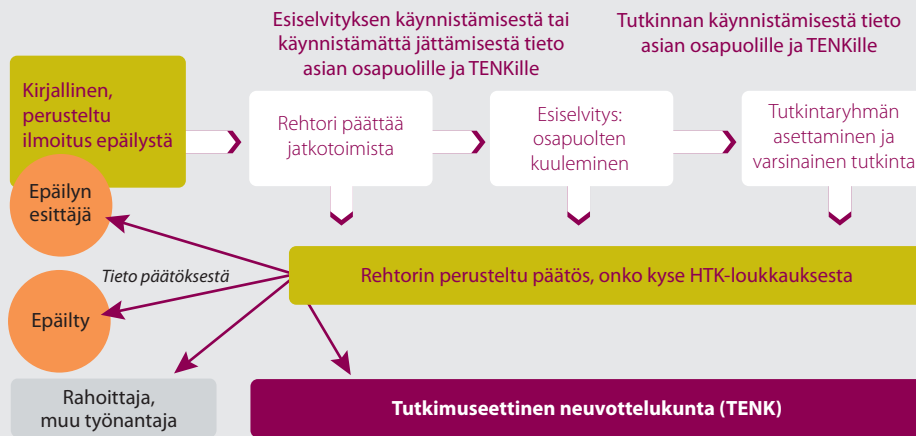 Esiselvityksen käynnistämisestä tai
käynnistämättä jättämisestä tieto
asian osapuolille ja TENKille
Tutkinnan käynnistämisestä tieto
asian osapuolille ja TENKille
Kirjallinen,
perusteltu
ilmoitus epäilystä
Rehtori päättää
jatkotoimista
Esiselvitys:
osapuolten
kuuleminen
Tutkintaryhmän
asettaminen ja
varsinainen tutkinta
Epäilyn
esittäjä
Tieto päätöksestä
Rehtorin perusteltu päätös, onko kyse HTK-loukkauksesta
Epäilty
Rahoittaja,
muu työnantaja
Tutkimuseettinen neuvottelukunta (TENK)